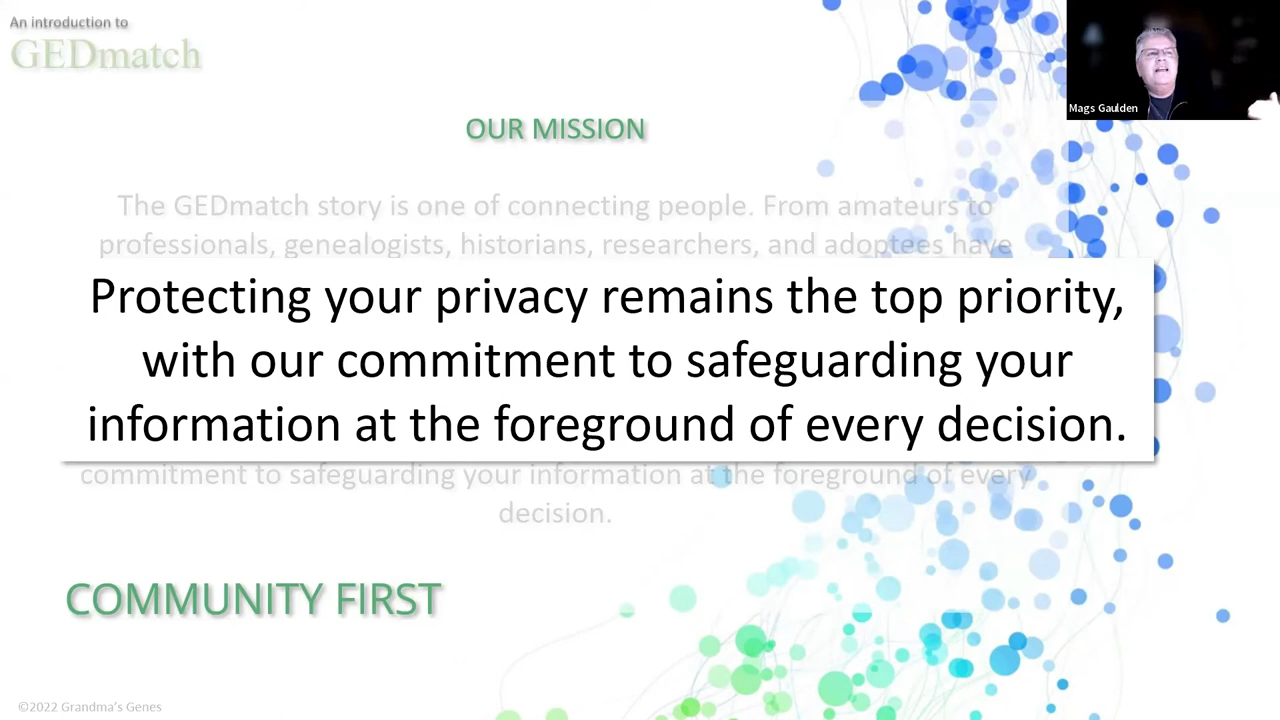 An introduction to
GEDmatch
Mags Gaulden
OUR MISSION
The GEDmatch story is one of connecting people. From amateurs to
professionals, genealogists, historians, researchers, and adoptees have
Protecting your privacy remains the top priority,
with our commitment to safeguarding your
information at the foreground of every decision.
commitment to safeguarding your information at the foreground of every
decision.
COMMUNITY FIRST
©2022 Grandma's Genes